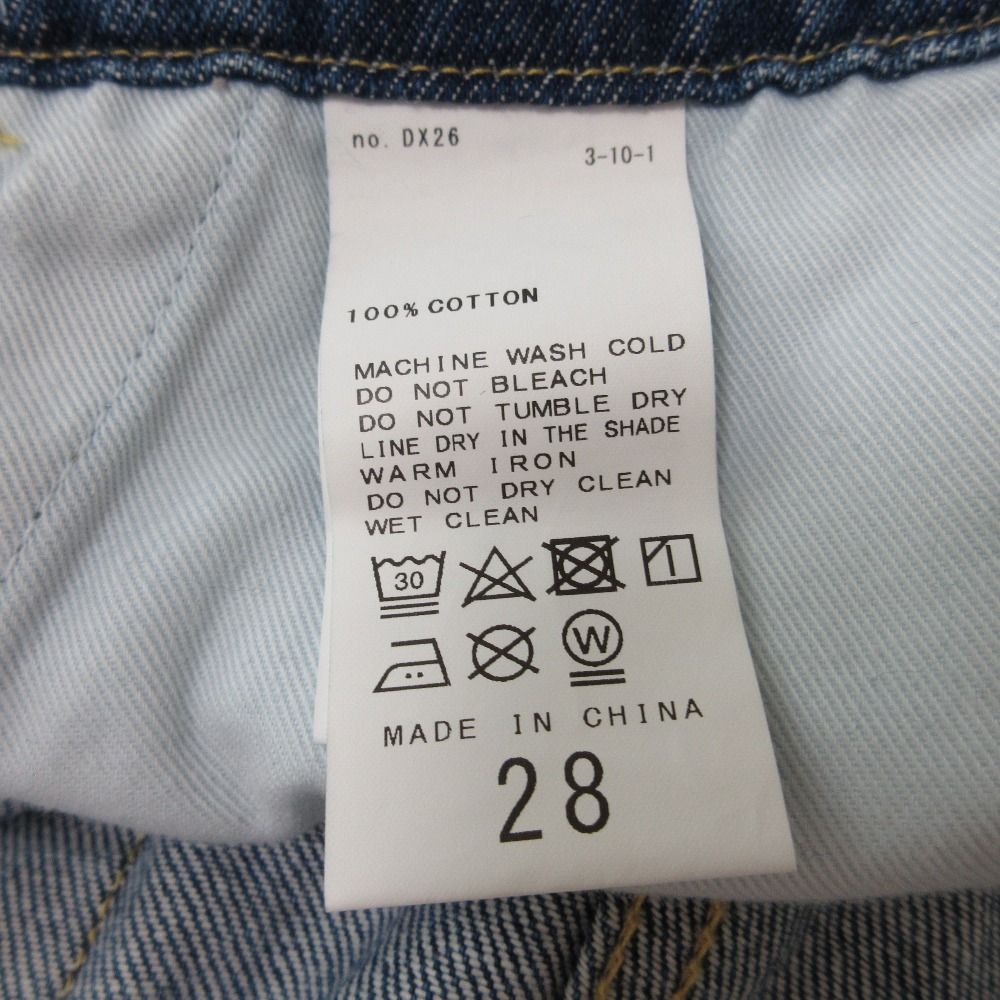 no. DX26
3-10-1
100% COTTON
MACHINE WASH COLD
DO NOT BLEACH
DO NOT TUMBLE DRY
LINE DRY IN THE SHADE
WARM IRON
DO NOT DRY CLEAN
WET CLEAN
30
W
MADE IN CHINA
28